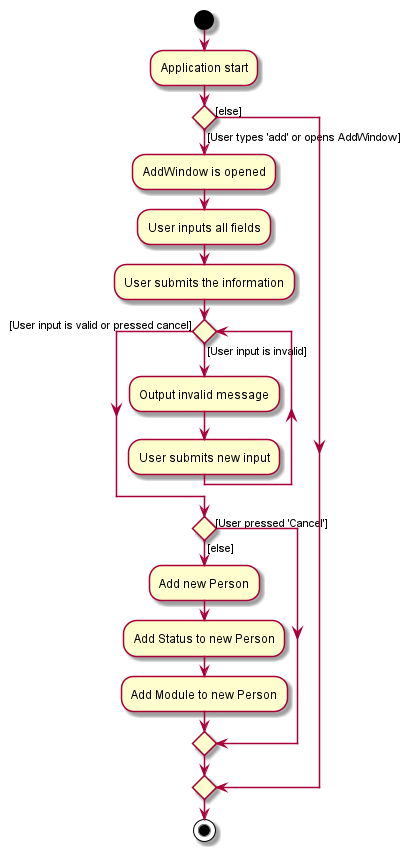 Application start
[else]
[User types 'add' or opens AddWindow]
AddWindow is opened
User inputs all fields
User submits the information
[User input is valid or pressed cancel]
[User input is invalid]
Output invalid message
User submits new input
[User pressed 'Cancel']
[else]
Add new Person
Add Status to new Person
Add Module to new Person